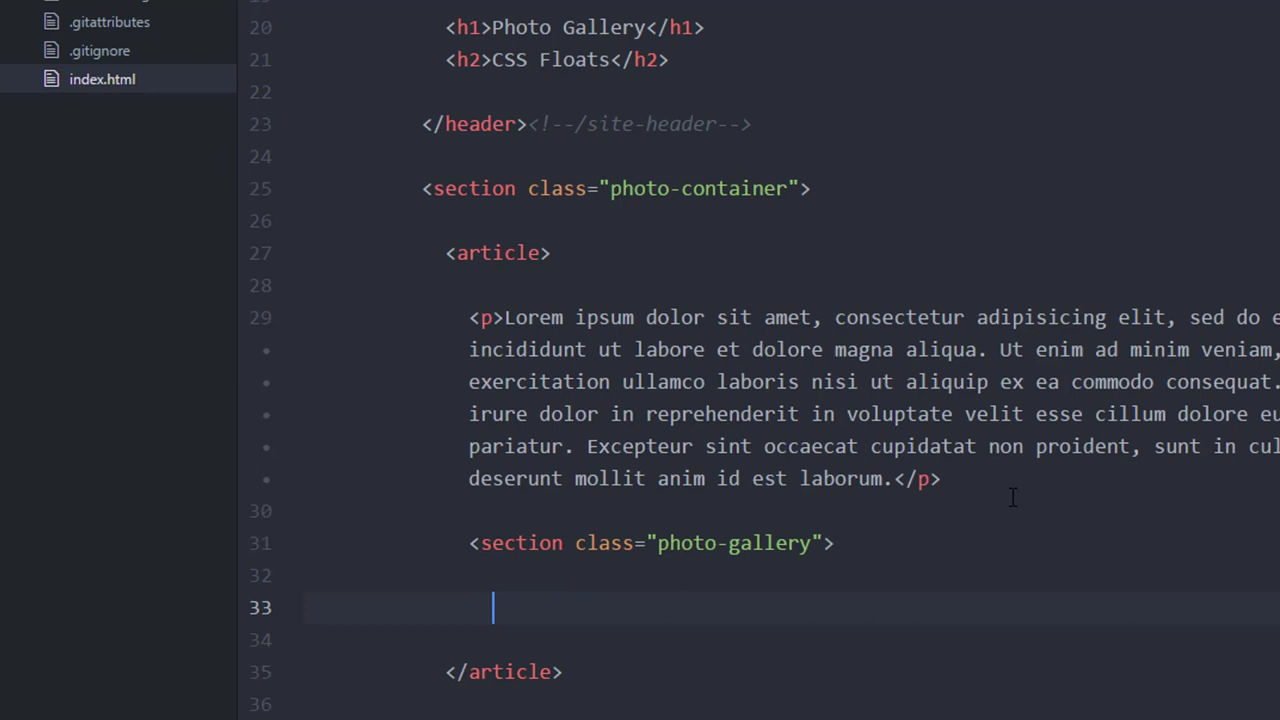 .gitattributes
.gitignore
index.html
20 <h1>Photo Gallery</h1>
21 <h2>CSS Floats</h2>
22
23 </header><!--/site-header-->
24
25 <section class="photo-container">
26
27 <article>
28
29 <p>Lorem ipsum dolor sit amet, consectetur adipisicing elit, sed do
• incididunt ut labore et dolore magna aliqua. Ut enim ad minim veniam,
• exercitation ullamco laboris nisi ut aliquip ex ea commodo consequat.
• irure dolor in reprehenderit in voluptate velit esse cillum dolore eu
• pariatur. Excepteur sint occaecat cupidatat non proident, sunt in cul
• deserunt mollit anim id est laborum.</p>
30
31 <section class="photo-gallery">
32
33
34
35 </article>
36